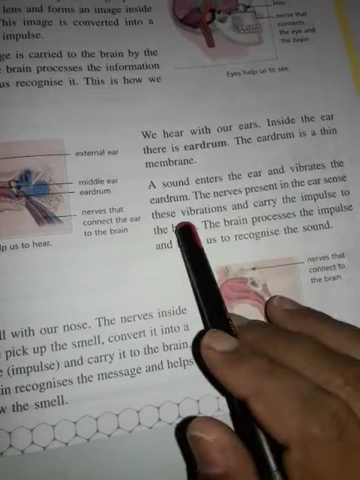 lens and forms an image inside
This image is converted into a
impulse.
ge is carried to the brain by the
brain processes the information
us recognise it. This is how we
nerve that
connects
the eye and
the brain
Eyes help us to see.
We hear with our ears. Inside the ear
there is eardrum. The eardrum is a thin
membrane.
A sound enters the ear and vibrates the
eardrum. The nerves present in the ear sense
these vibrations and carry the impulse to
the The brain processes the impulse
and us to recognise the sound.
external ear
middle ear
eardrum
nerves that
connect the ear
to the brain
lp us to hear.
nerves that
connect to
the brain
ll with our nose. The nerves inside
pick up the smell, convert it into a
e (impulse) and carry it to the brain.
in recognises the message and helps
w the smell.